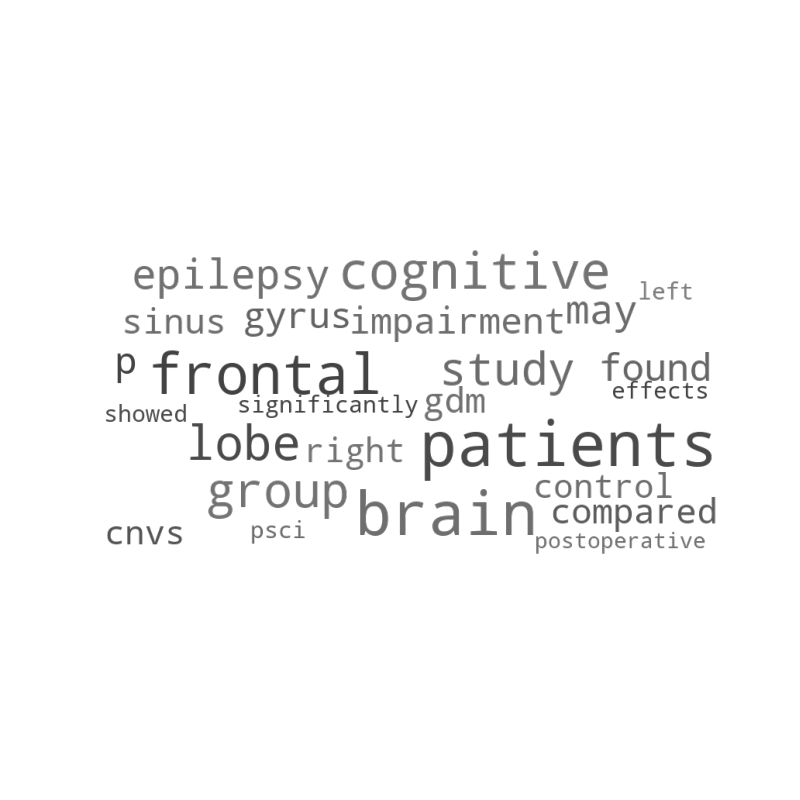 epilepsy cognitive left
sinus gyrus impairment may
p frontal study found
showed significantly gdm effects
lobe right patients
group brain control
cnvs psci compared
postoperative